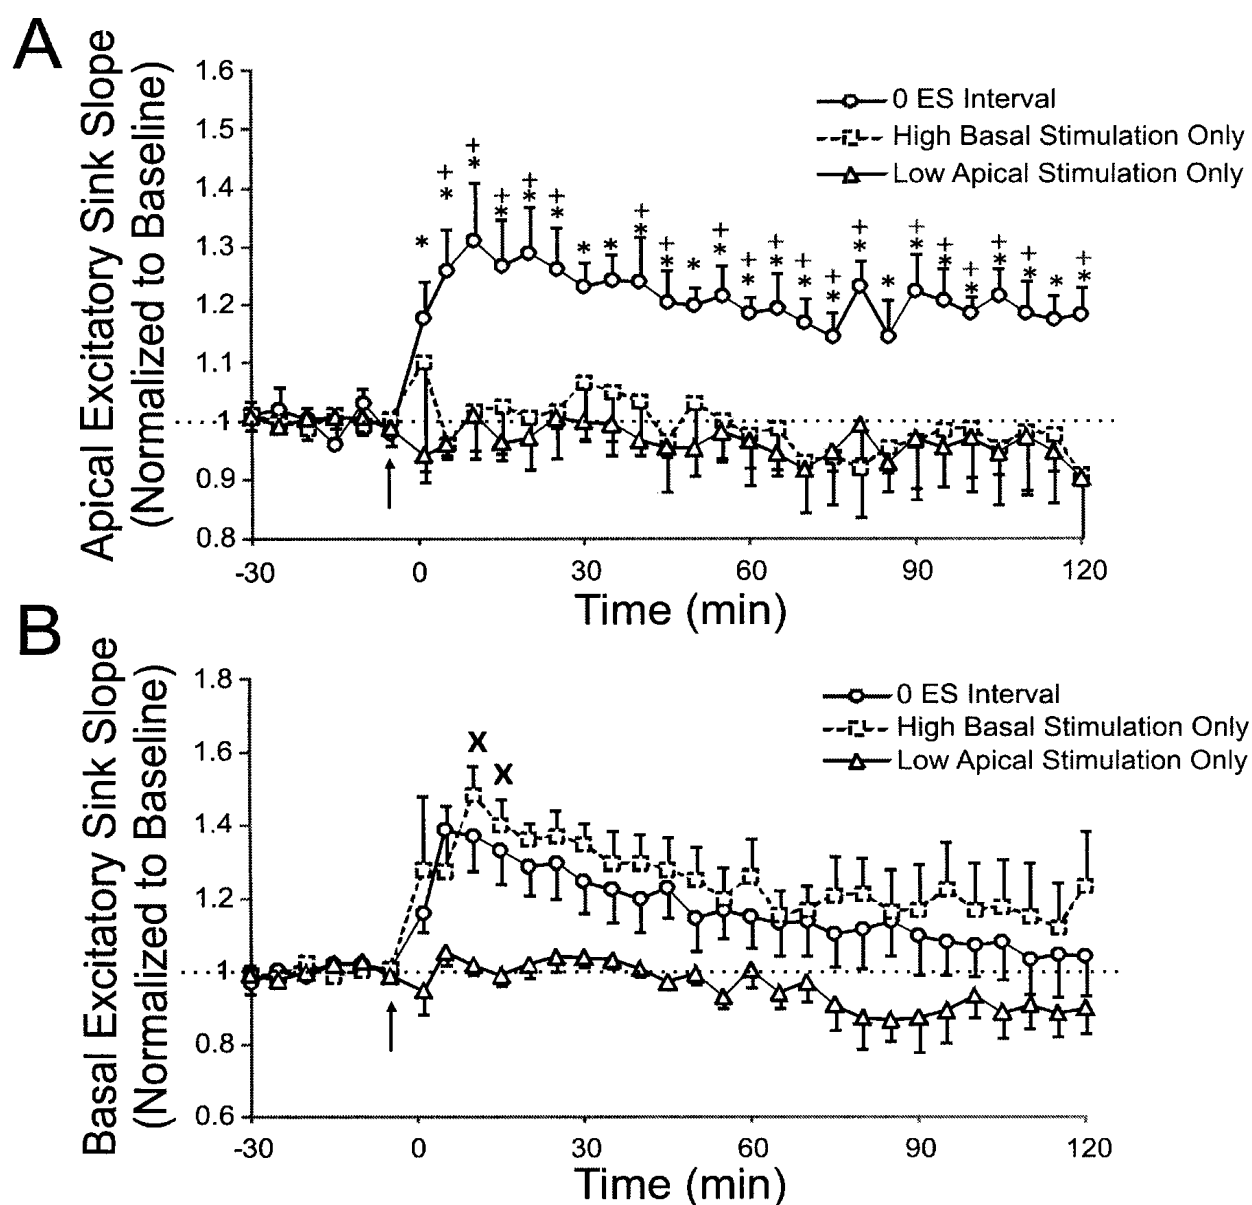 A
Apical Excitatory Sink Slope
(Normalized to Baseline)
1.6
1.5
1.4
1.3
1.2
1.1
1
0.9
0.8
0 ES Interval
High Basal Stimulation Only
Low Apical Stimulation Only
+ + + + + + + + + + + + + + + + + + +
* * * * * * * * * * * * * * * * * * * * * * * * *
-30 0 30 60 90 120
Time (min)
B
Basal Excitatory Sink Slope
(Normalized to Baseline)
1.8
1.6
1.4
1.2
1
0.8
0.6
0 ES Interval
High Basal Stimulation Only
Low Apical Stimulation Only
X
X
-30 0 30 60 90 120
Time (min)